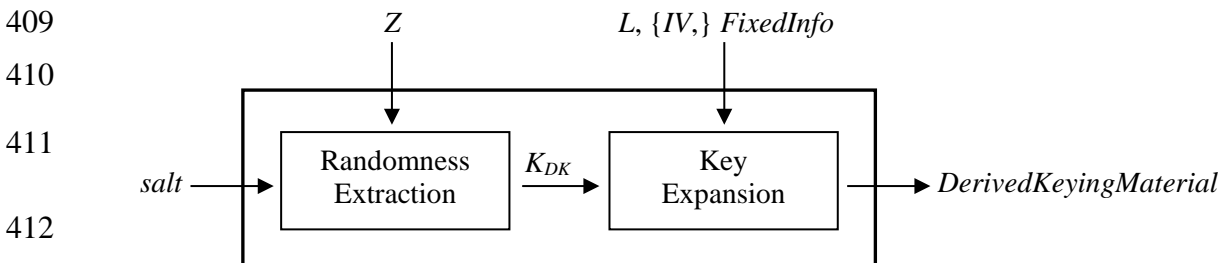 409 Z L, {IV,} FixedInfo
410
411 Randomness Key
salt Extraction K_DK Expansion DerivedKeyingMaterial
412